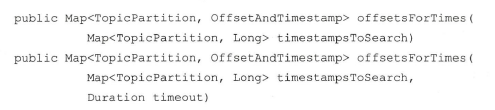 public Map<TopicPartition, OffsetAndTimestamp> offsetsForTimes(
Map<TopicPartition, Long> timestampsToSearch)
public Map<TopicPartition, OffsetAndTimestamp> offsetsForTimes(
Map<TopicPartition, Long> timestampsToSearch,
Duration timeout)